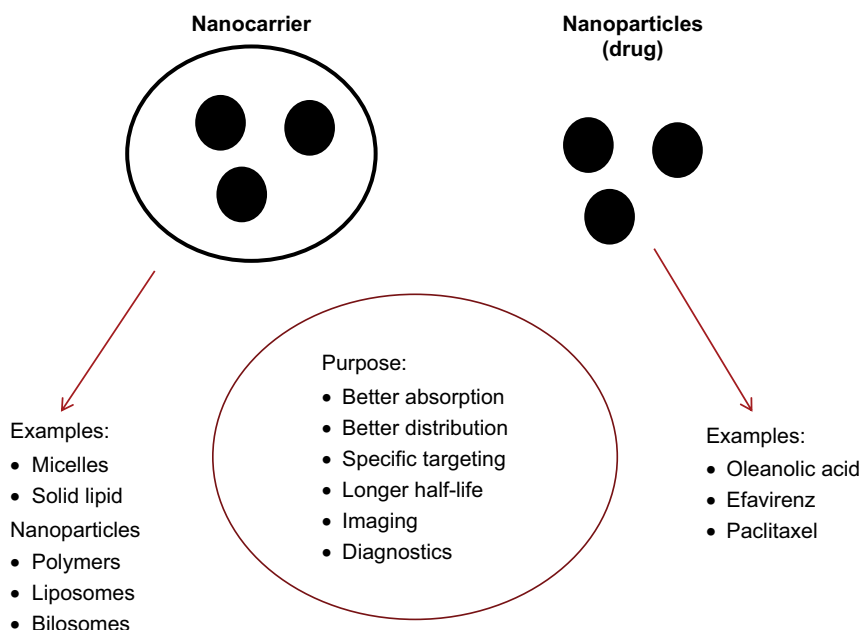 Nanocarrier
Nanoparticles
(drug)
Purpose:
• Better absorption
• Better distribution
• Specific targeting
• Longer half-life
• Imaging
• Diagnostics
Examples:
• Micelles
• Solid lipid
Nanoparticles
• Polymers
• Liposomes
• Bilosomes
Examples:
• Oleanolic acid
• Efavirenz
• Paclitaxel